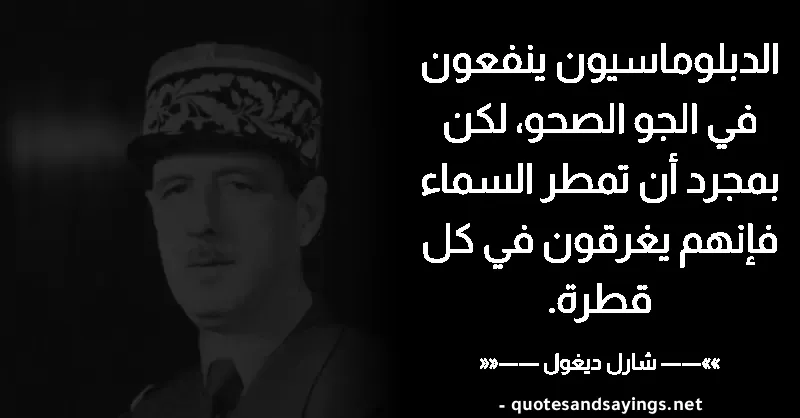 الدبلوماسيون ينفعون
في الجو الصحو، لكن
بمجرد أن تمطر السماء
فإنهم يغرقون في كل
قطرة.
»»—— شارل ديغول ——««
- quotesandsayings.net